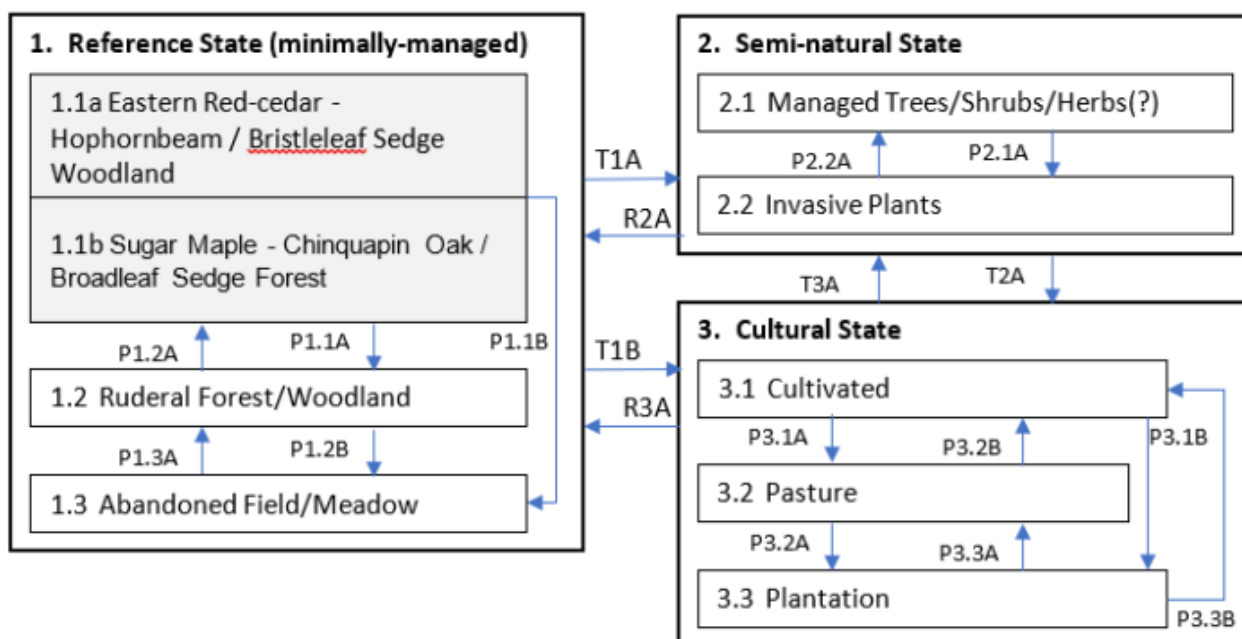 1. Reference State (minimally-managed)
1.1a Eastern Red-cedar -
Hophornbeam / Bristleleaf Sedge
Woodland
1.1b Sugar Maple - Chinquapin Oak /
Broadleaf Sedge Forest
P1.2A
P1.1A
P1.1B
1.2 Ruderal Forest/Woodland
P1.3A
P1.2B
1.3 Abandoned Field/Meadow
T1A
R2A
T1B
R3A
2. Semi-natural State
2.1 Managed Trees/Shrubs/Herbs(?)
P2.2A
P2.1A
2.2 Invasive Plants
T3A
T2A
3. Cultural State
3.1 Cultivated
P3.1A
P3.2B
P3.1B
3.2 Pasture
P3.2A
P3.3A
3.3 Plantation
P3.3B